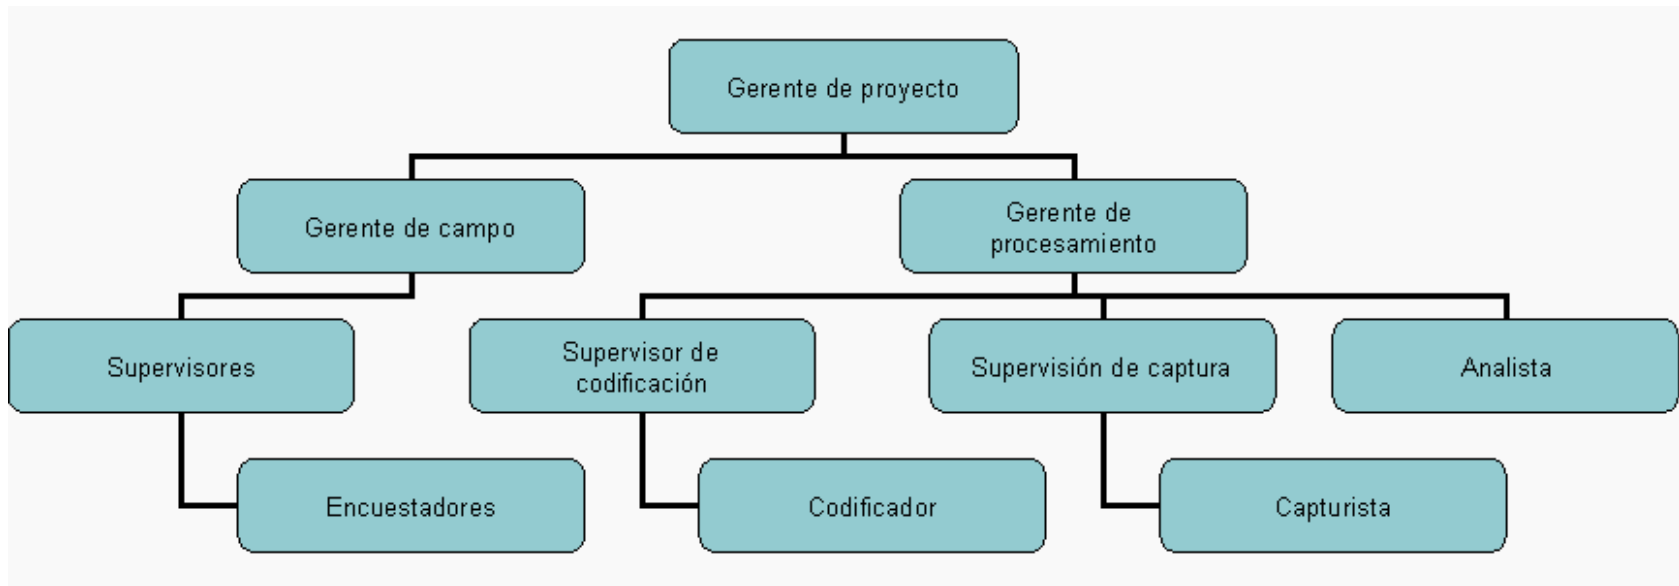 Gerente de proyecto
Gerente de campo
Gerente de
procesamiento
Supervisores
Supervisor de
codificación
Supervisión de captura
Analista
Encuestadores
Codificador
Capturista